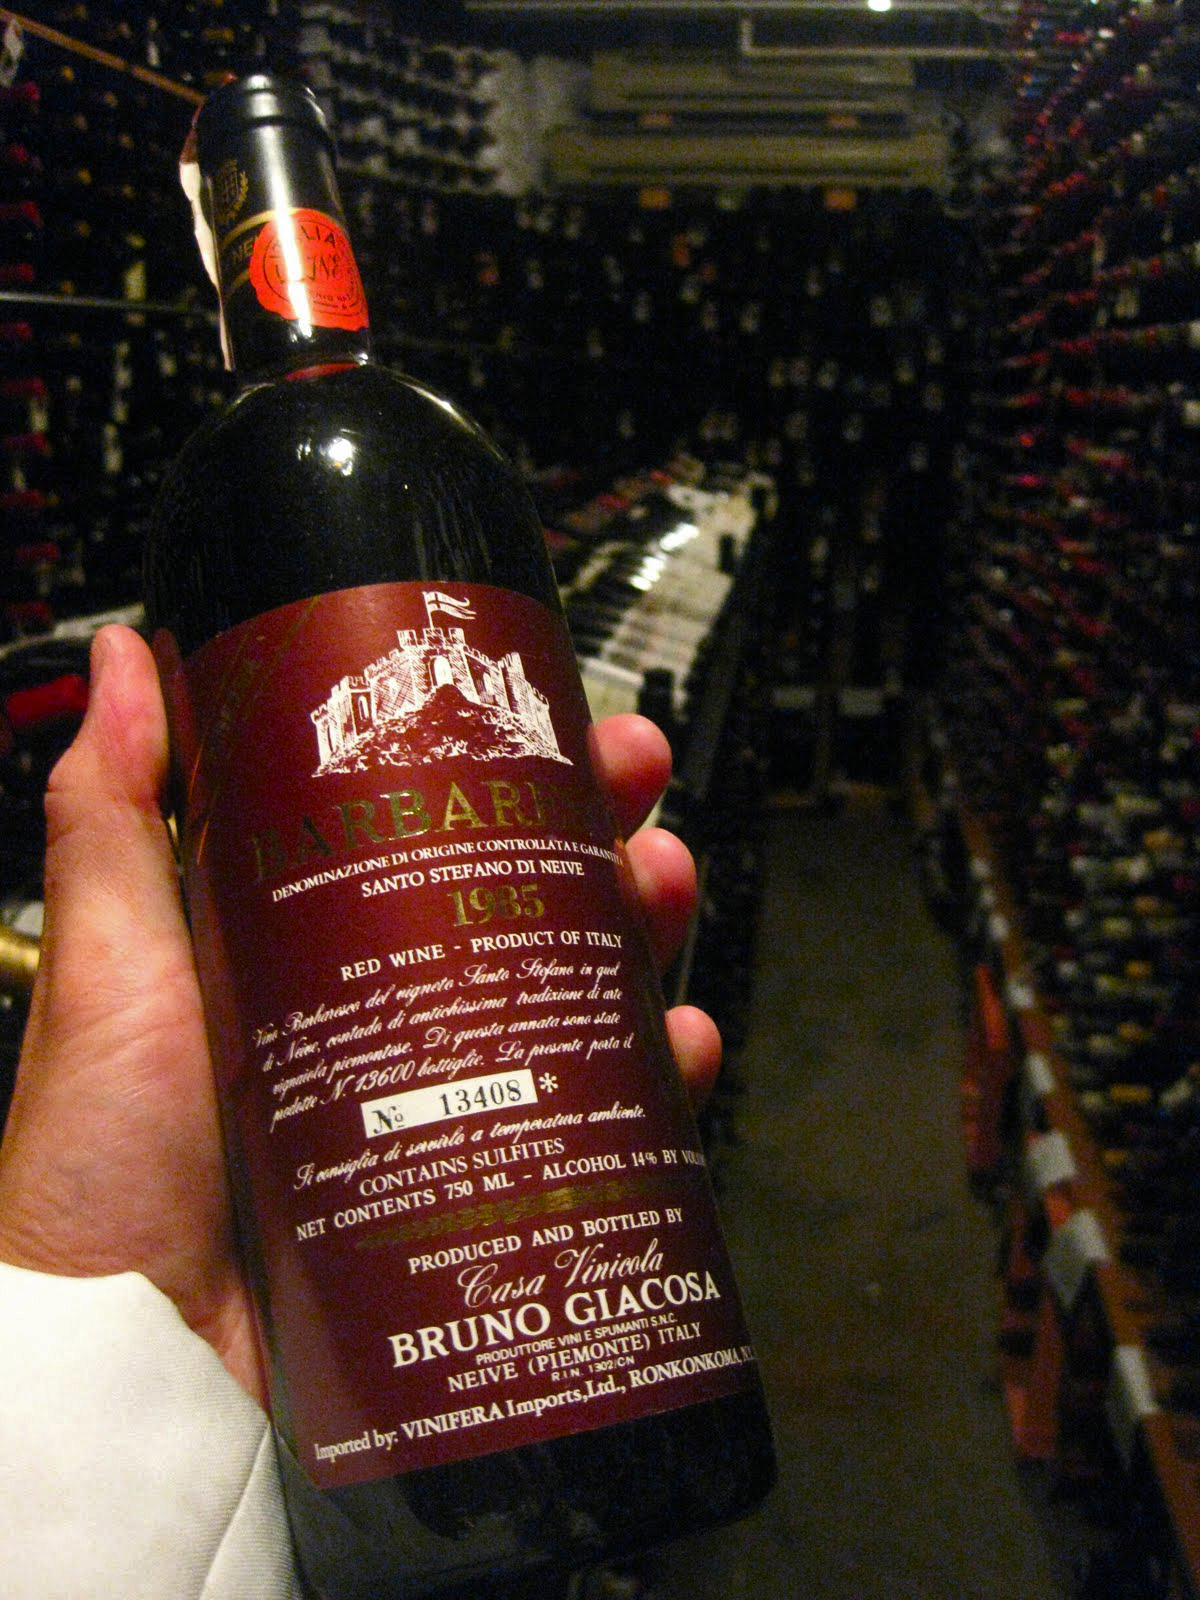 BARBARE
DENOMINAZIONE DI ORIGINE CONTROLLATA E GARANTITA
SANTO STEFANO DI NEIVE
1985
RED WINE - PRODUCT OF ITALY
Vino Barbaresco del vigneto Santo Stefano in quel
di Neive, contado di antichissima tradizione di arte
vignaiola piemontese. Di questa annata sono state
prodotte N. 13600 bottiglie. La presente porta il
No 13408 *
Si consiglia di servirlo a temperatura ambiente.
CONTAINS SULFITES
NET CONTENTS 750 ML - ALCOHOL 14% BY VOLUM
PRODUCED AND BOTTLED BY
Casa Vinicola
BRUNO GIACOSA
PRODUTTORE VINI E SPUMANTI S.N.C.
NEIVE (PIEMONTE) ITALY
R.I.N. 1302/CN
Imported by: VINIFERA Imports, Ltd., RONKONKOMA, N.Y.